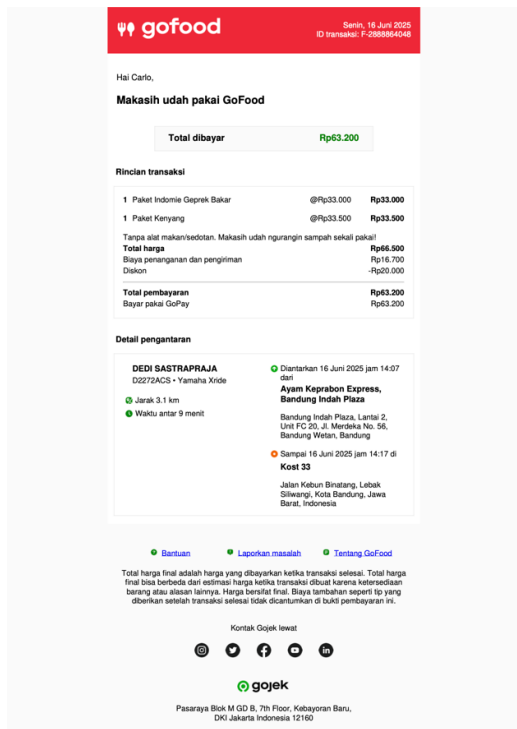 gofood
Senin, 16 Juni 2025
ID transaksi: F-2888864048
Hai Carlo,
Makasih udah pakai GoFood
Total dibayar Rp63.200
Rincian transaksi
1 Paket Indomie Geprek Bakar @Rp33.000 Rp33.000
1 Paket Kenyang @Rp33.500 Rp33.500
Tanpa alat makan/sedotan. Makasih udah ngurangin sampah sekali pakai!
Total harga Rp66.500
Biaya penanganan dan pengiriman Rp16.700
Diskon -Rp20.000
Total pembayaran Rp63.200
Bayar pakai GoPay Rp63.200
Detail pengantaran
DEDI SASTRAPRAJA
D2272ACS • Yamaha Xride
Jarak 3.1 km
Waktu antar 9 menit
Diantarkan 16 Juni 2025 jam 14:07
dari
Ayam Keprabon Express,
Bandung Indah Plaza
Bandung Indah Plaza, Lantai 2,
Unit FC 20, Jl. Merdeka No. 56,
Bandung Wetan, Bandung
Sampai 16 Juni 2025 jam 14:17 di
Kost 33
Jalan Kebun Binatang, Lebak
Siliwangi, Kota Bandung, Jawa
Barat, Indonesia
Bantuan Laporkan masalah Tentang GoFood
Total harga final adalah harga yang dibayarkan ketika transaksi selesai. Total harga
final bisa berbeda dari estimasi harga ketika transaksi dibuat karena ketersediaan
barang atau alasan lainnya. Harga bersifat final. Biaya tambahan seperti tip yang
diberikan setelah transaksi selesai tidak dicantumkan di bukti pembayaran ini.
Kontak Gojek lewat
gojek
Pasaraya Blok M GD B, 7th Floor, Kebayoran Baru,
DKI Jakarta Indonesia 12160